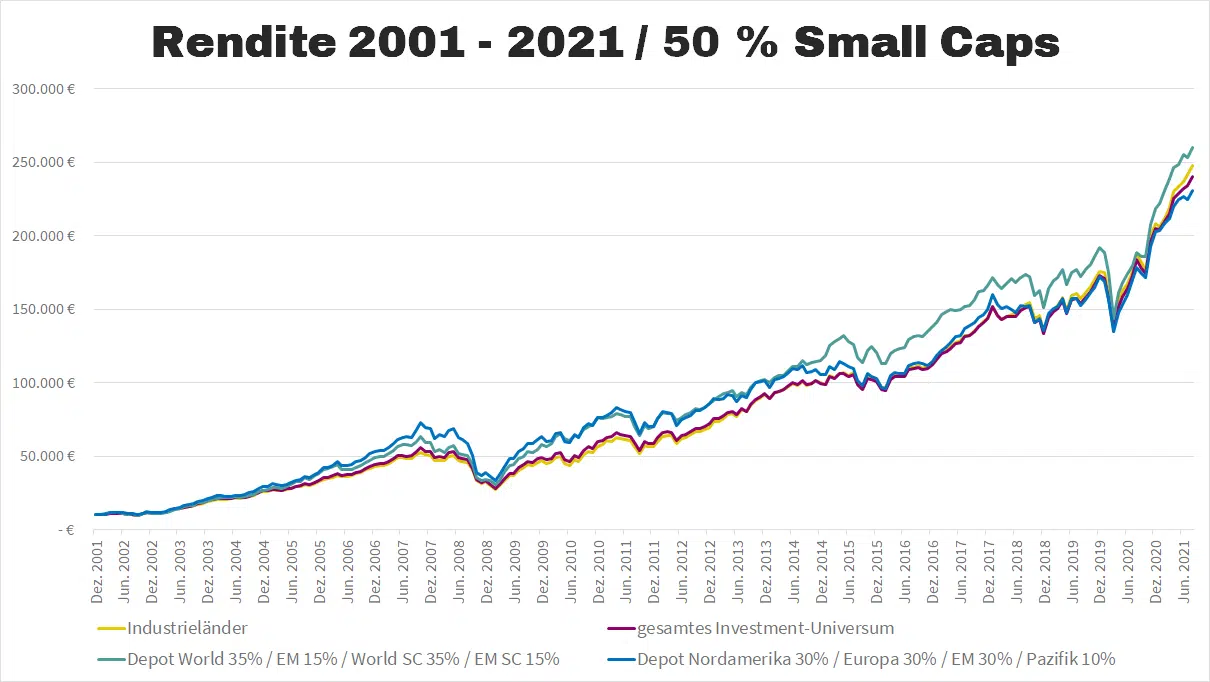 Rendite 2001 - 2021 / 50 % Small Caps
300.000 €
250.000 €
200.000 €
150.000 €
100.000 €
50.000 €
- €
Dez. 2001
Jun. 2002
Dez. 2002
Jun. 2003
Dez. 2003
Jun. 2004
Dez. 2004
Jun. 2005
Dez. 2005
Jun. 2006
Dez. 2006
Jun. 2007
Dez. 2007
Jun. 2008
Dez. 2008
Jun. 2009
Dez. 2009
Jun. 2010
Dez. 2010
Jun. 2011
Dez. 2011
Jun. 2012
Dez. 2012
Jun. 2013
Dez. 2013
Jun. 2014
Dez. 2014
Jun. 2015
Dez. 2015
Jun. 2016
Dez. 2016
Jun. 2017
Dez. 2017
Jun. 2018
Dez. 2018
Jun. 2019
Dez. 2019
Jun. 2020
Dez. 2020
Jun. 2021
Industrieländer
gesamtes Investment-Universum
Depot World 35% / EM 15% / World SC 35% / EM SC 15%
Depot Nordamerika 30% / Europa 30% / EM 30% / Pazifik 10%